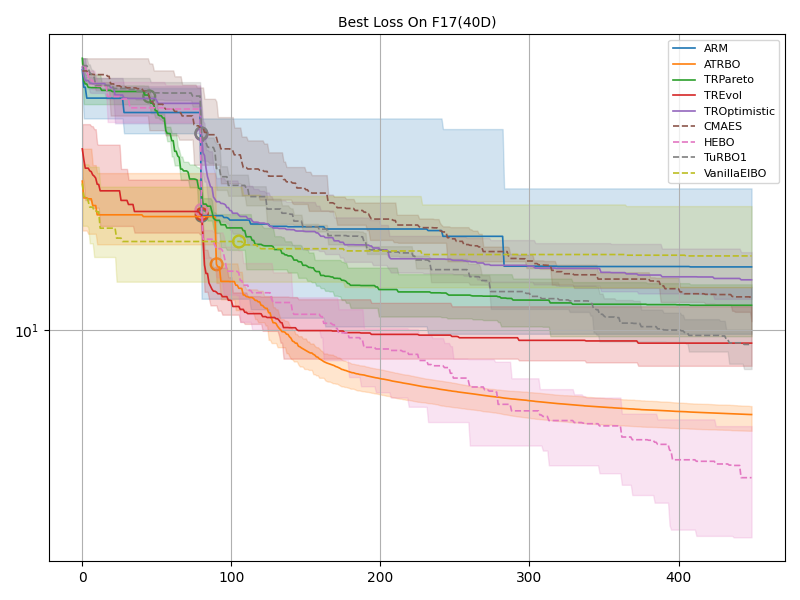 Best Loss On F17(40D)
ARM
ATRBO
TRPareto
TREvol
TROptimistic
CMAES
HEBO
TuRBO1
VanillaEIBO
10¹
0 100 200 300 400